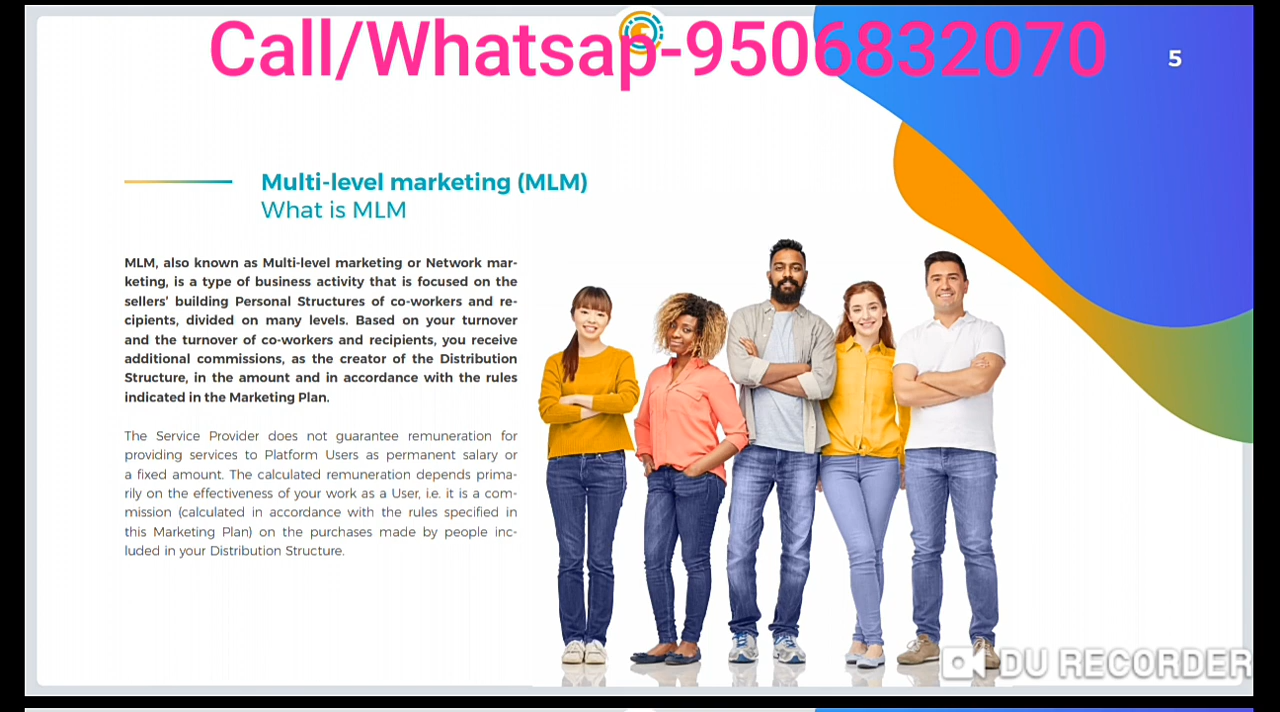 Call/Whatsap-9506832070
5
Multi-level marketing (MLM)
What is MLM
MLM, also known as Multi-level marketing or Network mar-
keting, is a type of business activity that is focused on the
sellers' building Personal Structures of co-workers and re-
cipients, divided on many levels. Based on your turnover
and the turnover of co-workers and recipients, you receive
additional commissions, as the creator of the Distribution
Structure, in the amount and in accordance with the rules
indicated in the Marketing Plan.
The Service Provider does not guarantee remuneration for
providing services to Platform Users as permanent salary or
a fixed amount. The calculated remuneration depends prima-
rily on the effectiveness of your work as a User, i.e. it is a com-
mission (calculated in accordance with the rules specified in
this Marketing Plan) on the purchases made by people inc-
luded in your Distribution Structure.
DU RECORDER